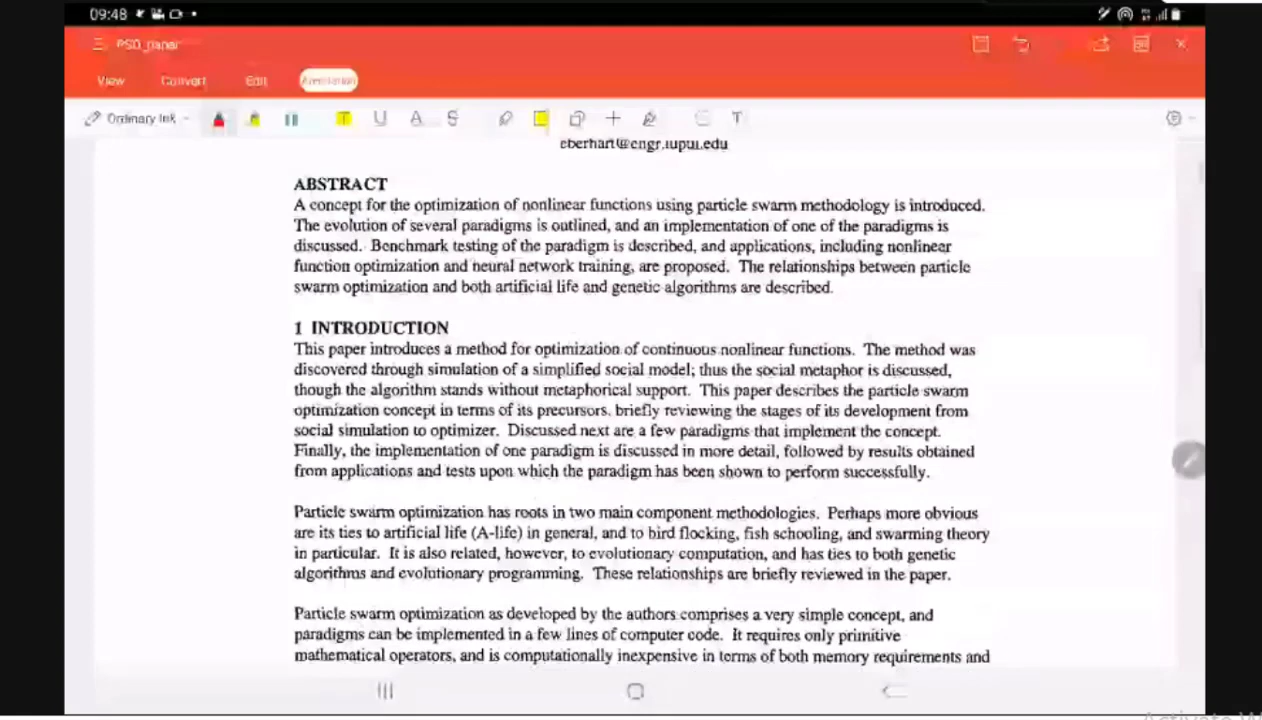 09:48
PSO_paper
View Convert Edit Annotation
Ordinary Ink
eberhart@engr.iupui.edu
ABSTRACT
A concept for the optimization of nonlinear functions using particle swarm methodology is introduced.
The evolution of several paradigms is outlined, and an implementation of one of the paradigms is
discussed. Benchmark testing of the paradigm is described, and applications, including nonlinear
function optimization and neural network training, are proposed. The relationships between particle
swarm optimization and both artificial life and genetic algorithms are described.
1 INTRODUCTION
This paper introduces a method for optimization of continuous nonlinear functions. The method was
discovered through simulation of a simplified social model; thus the social metaphor is discussed,
though the algorithm stands without metaphorical support. This paper describes the particle swarm
optimization concept in terms of its precursors, briefly reviewing the stages of its development from
social simulation to optimizer. Discussed next are a few paradigms that implement the concept.
Finally, the implementation of one paradigm is discussed in more detail, followed by results obtained
from applications and tests upon which the paradigm has been shown to perform successfully.
Particle swarm optimization has roots in two main component methodologies. Perhaps more obvious
are its ties to artificial life (A-life) in general, and to bird flocking, fish schooling, and swarming theory
in particular. It is also related, however, to evolutionary computation, and has ties to both genetic
algorithms and evolutionary programming. These relationships are briefly reviewed in the paper.
Particle swarm optimization as developed by the authors comprises a very simple concept, and
paradigms can be implemented in a few lines of computer code. It requires only primitive
mathematical operators, and is computationally inexpensive in terms of both memory requirements and